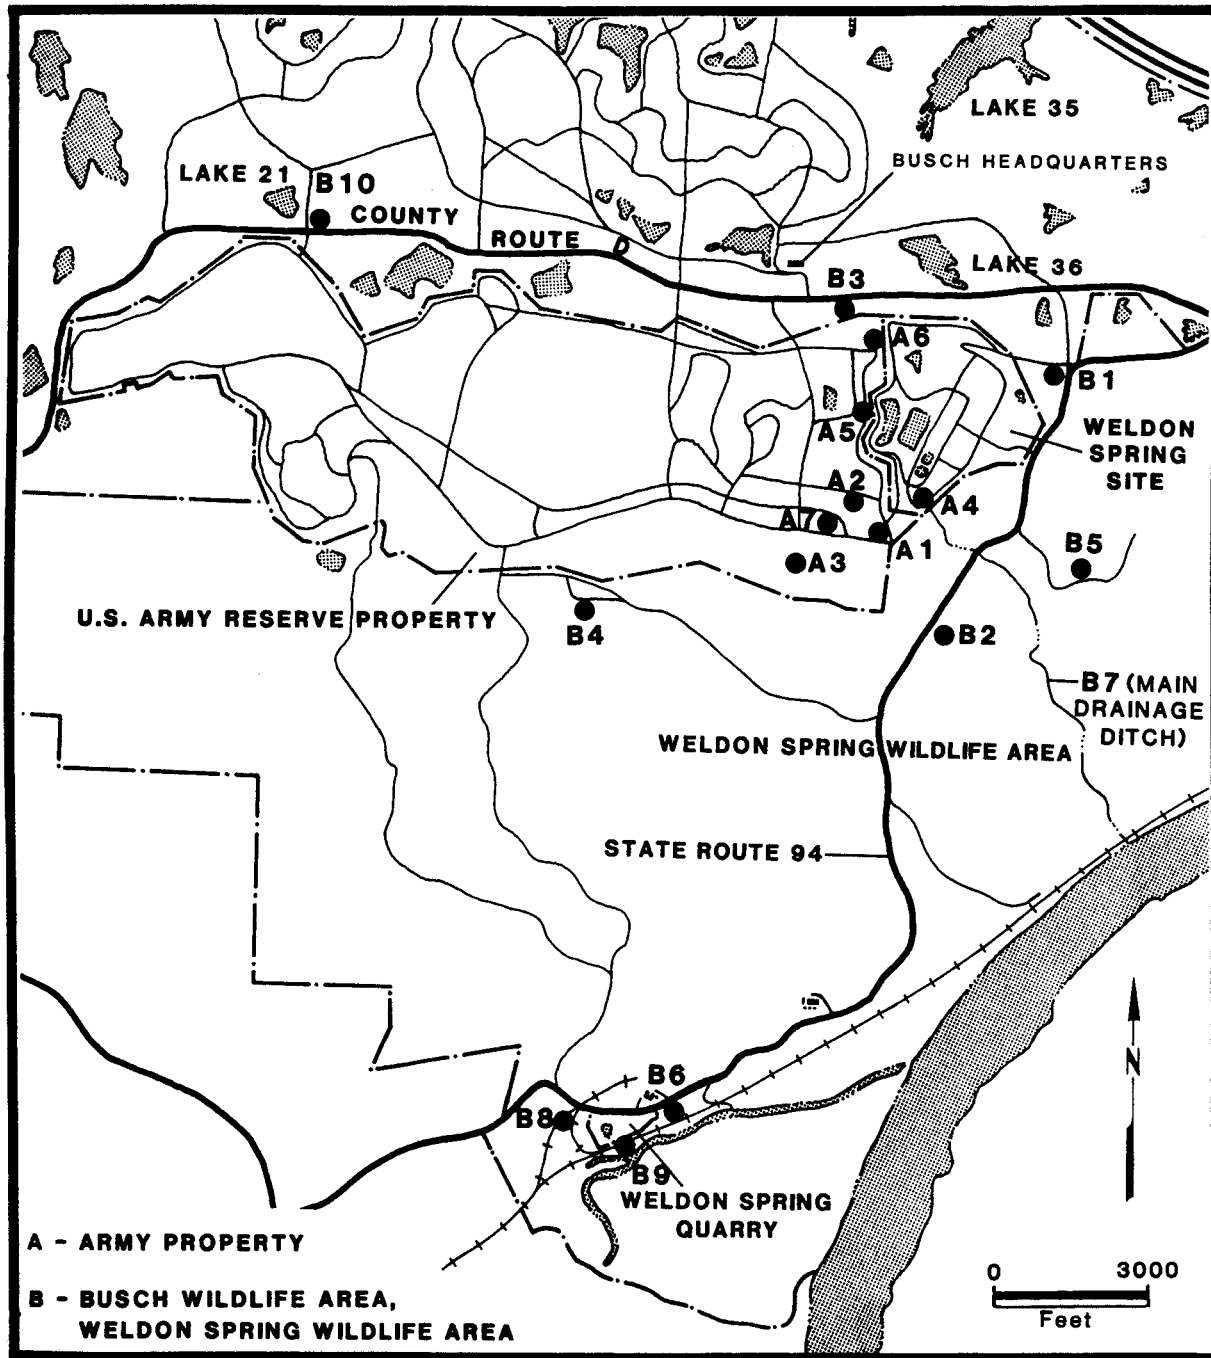 LAKE 35
BUSCH HEADQUARTERS
LAKE 21
B10
COUNTY
ROUTE D
LAKE 36
B3
A6
B1
A5
WELDON
SPRING
SITE
A2
A4
A7
A1
B5
A3
U.S. ARMY RESERVE PROPERTY
B4
B2
B7 (MAIN
DRAINAGE
DITCH)
WELDON SPRING WILDLIFE AREA
STATE ROUTE 94
N
B6
B8
B9
WELDON SPRING
QUARRY
A - ARMY PROPERTY
B - BUSCH WILDLIFE AREA,
WELDON SPRING WILDLIFE AREA
0 3000
Feet